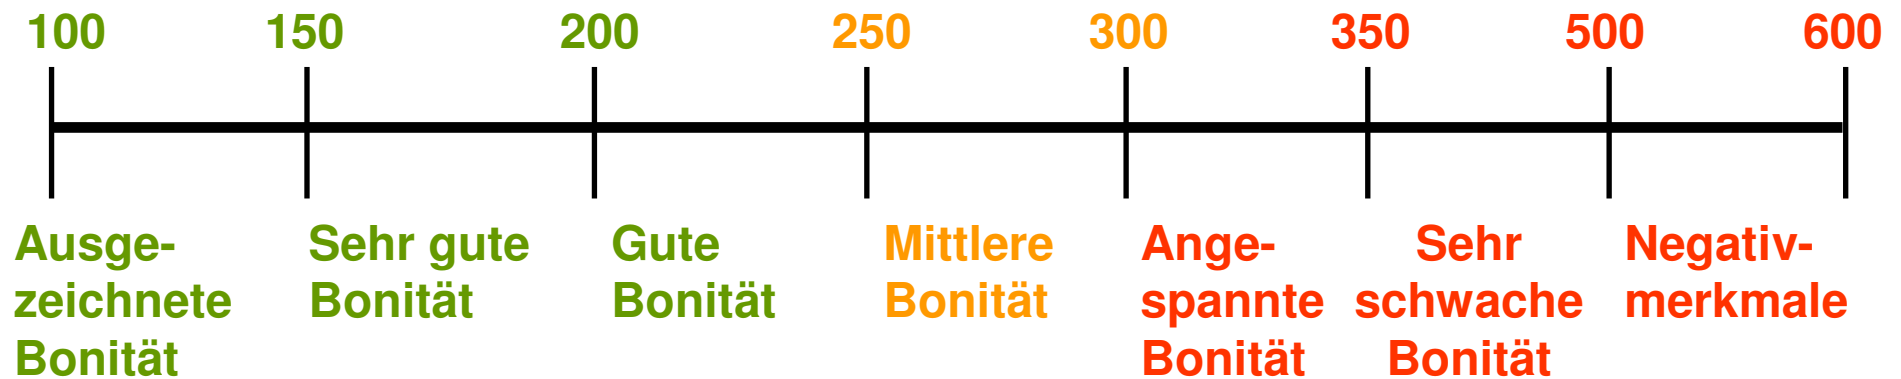 100 150 200 250 300 350 500 600
Ausge-
zeichnete
Bonität
Sehr gute
Bonität
Gute
Bonität
Mittlere
Bonität
Ange-
spannte
Bonität
Sehr
schwache
Bonität
Negativ-
merkmale